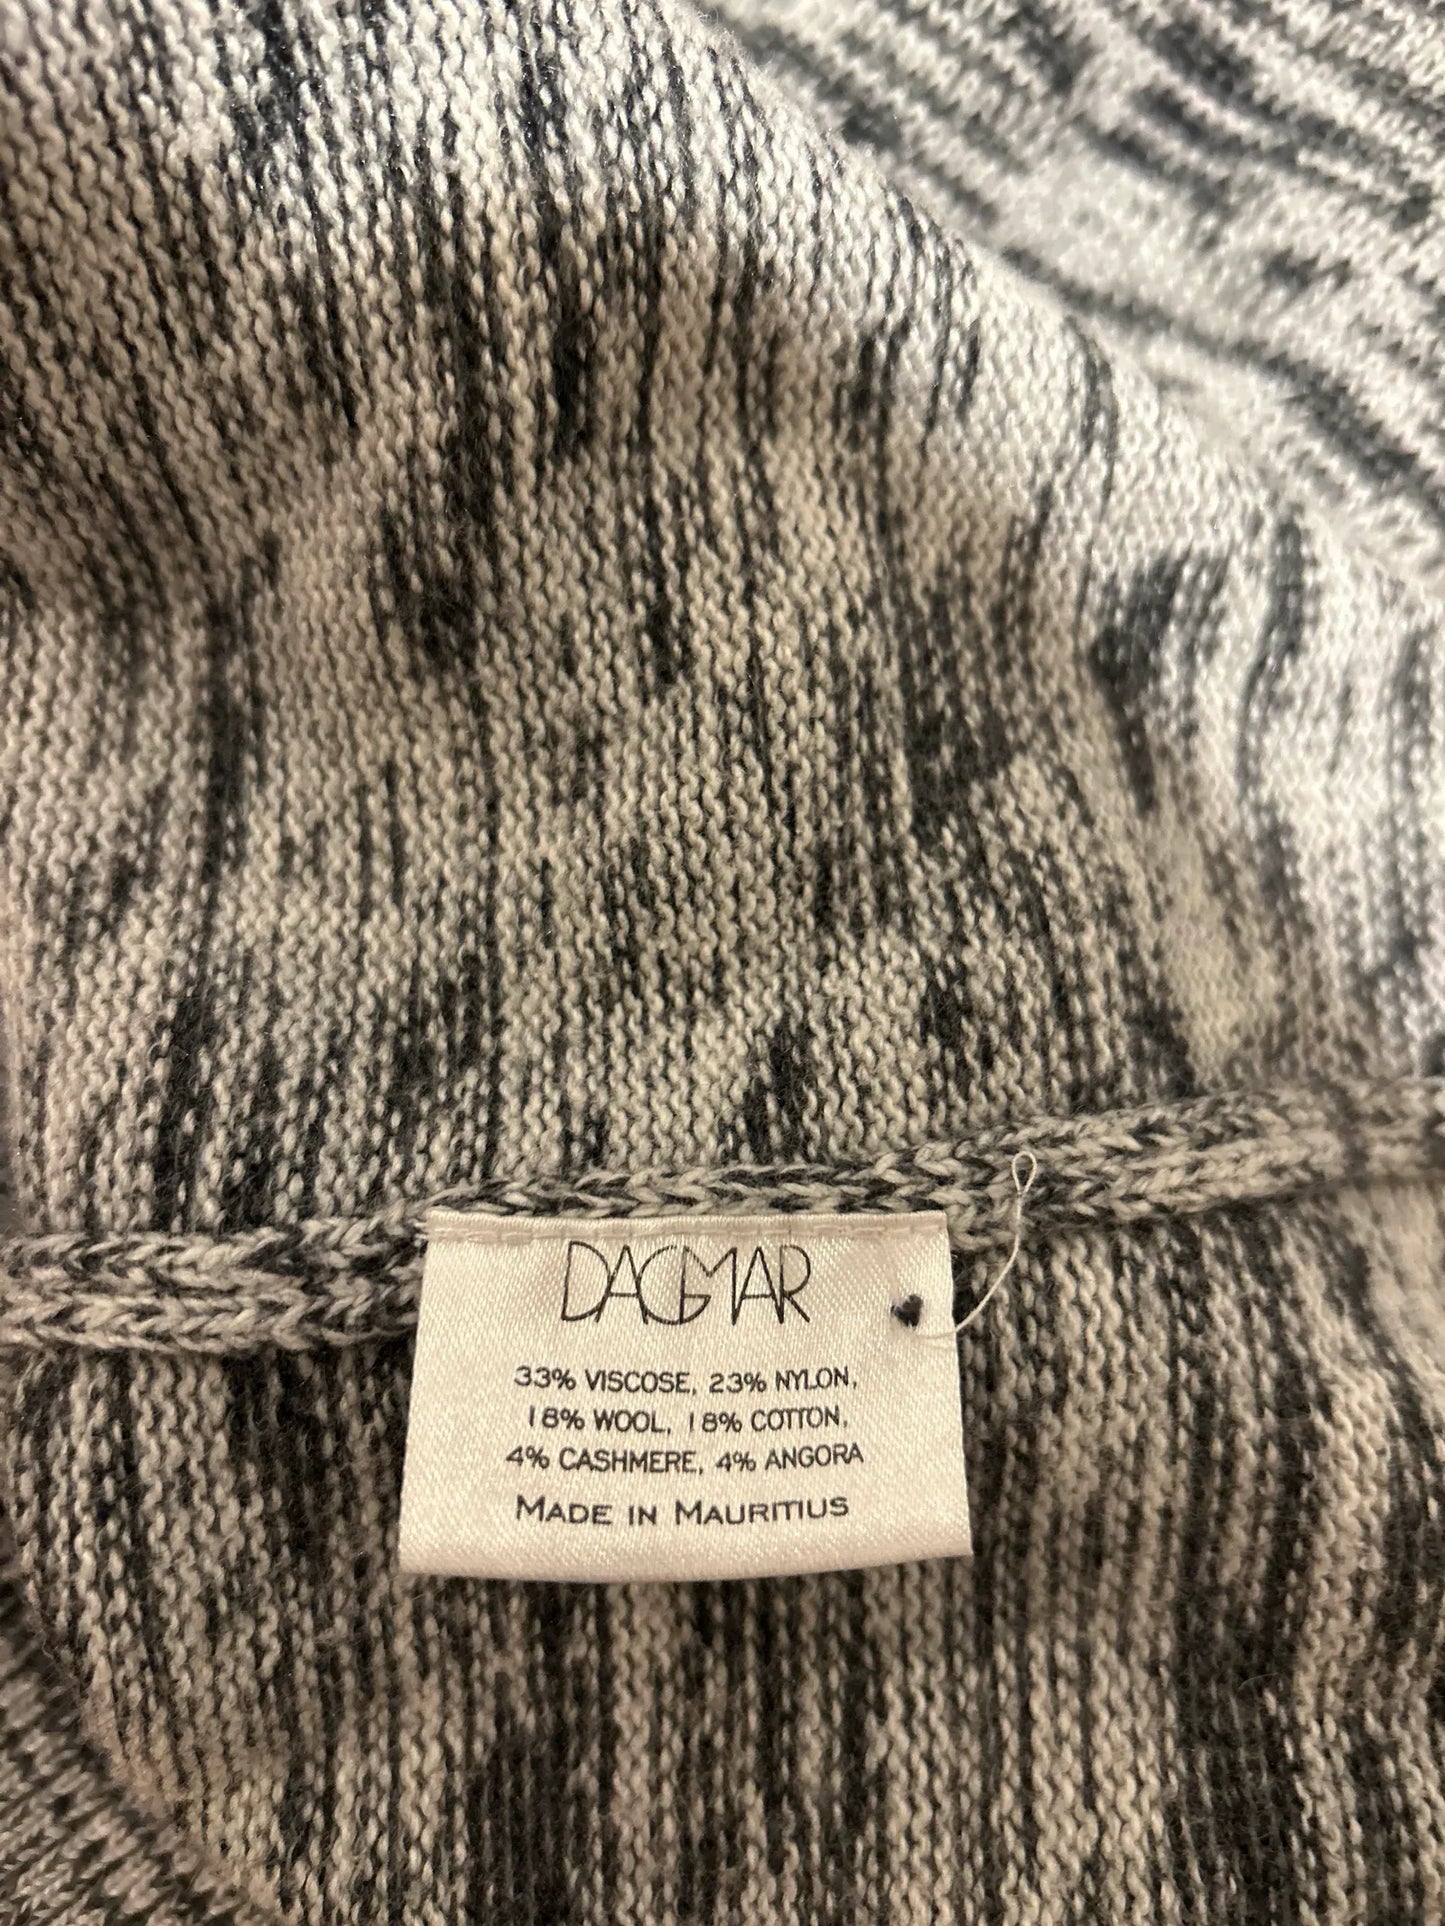 DAGMAR
33% VISCOSE, 23% NYLON,
18% WOOL, 18% COTTON,
4% CASHMERE, 4% ANGORA
MADE IN MAURITIUS